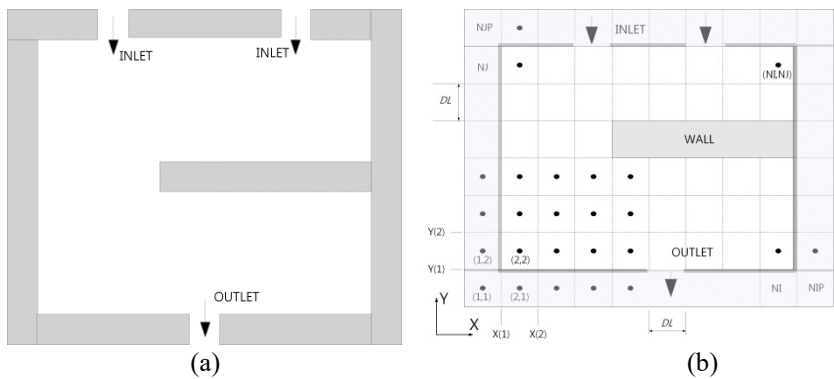 INLET
INLET
OUTLET
(a)
NJP
INLET
NJ
(NI,NJ)
DL
WALL
Y(2)
OUTLET
(1,2)
(2,2)
Y(1)
(1,1)
(2,1)
NI
NIP
Y
X
X(1)
X(2)
DL
(b)